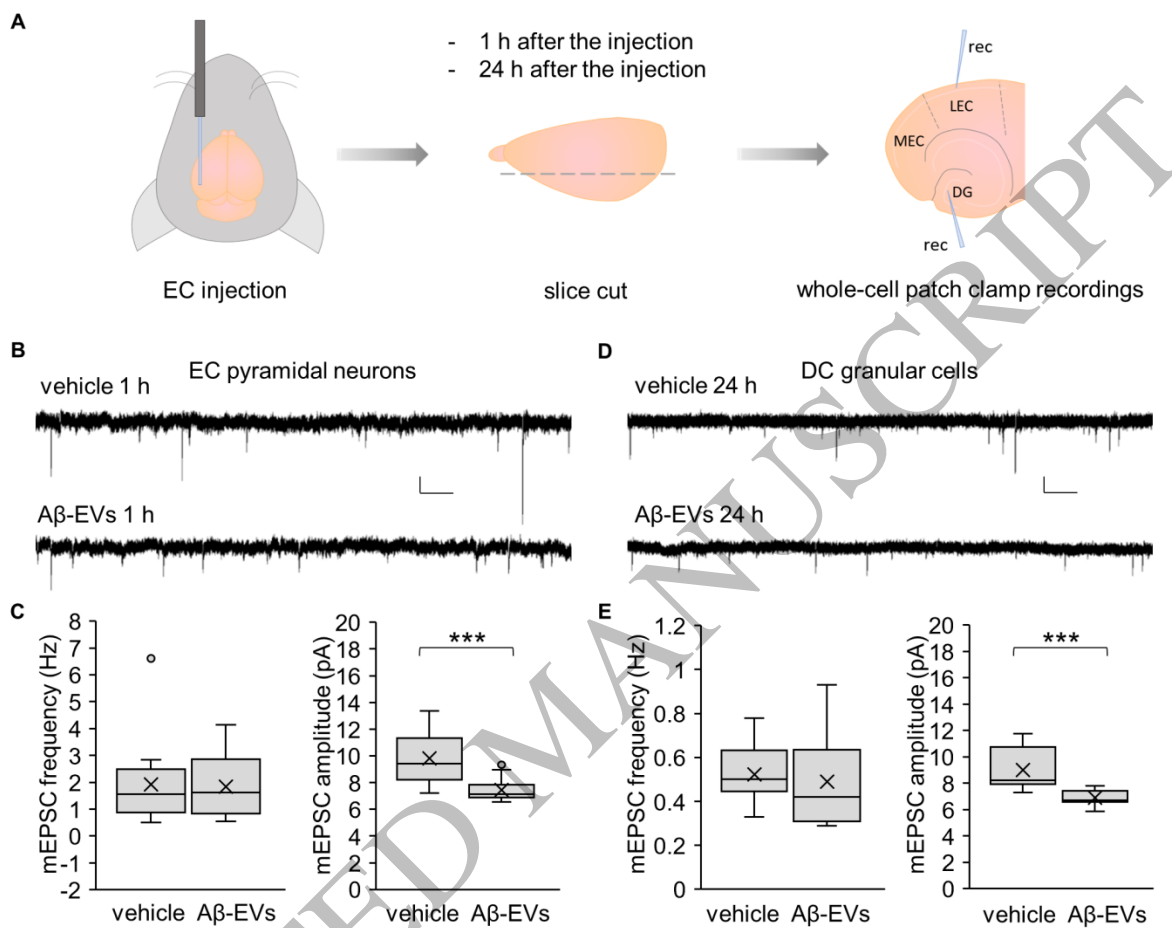 A
- 1 h after the injection
- 24 h after the injection
rec
LEC
MEC
DG
rec
EC injection
slice cut
whole-cell patch clamp recordings
B
EC pyramidal neurons
vehicle 1 h
Aβ-EVs 1 h
D
DC granular cells
vehicle 24 h
Aβ-EVs 24 h
C
mEPSC frequency (Hz)
8
7
6
5
4
3
2
1
0
-1
-2
vehicle Aβ-EVs
mEPSC amplitude (pA)
20
18
16
14
12
10
8
6
4
2
0
***
vehicle Aβ-EVs
E
mEPSC frequency (Hz)
1.2
1
0.8
0.6
0.4
0.2
0
vehicle Aβ-EVs
mEPSC amplitude (pA)
20
18
16
14
12
10
8
6
4
2
0
***
vehicle Aβ-EVs
ED MANUSCRIPT